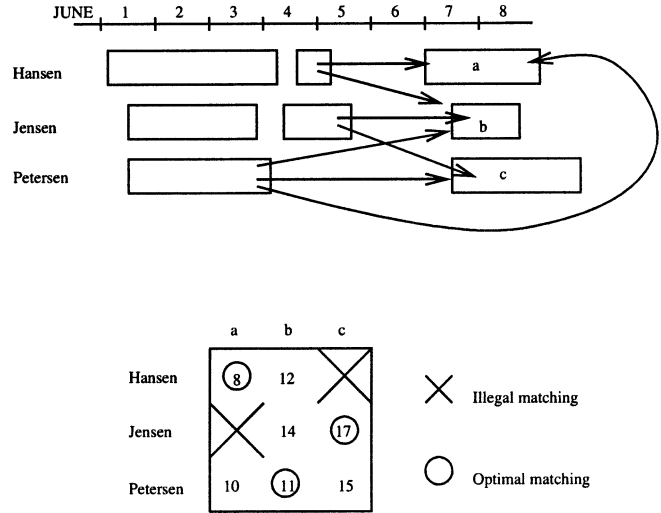 JUNE 1 2 3 4 5 6 7 8
Hansen a
Jensen b
Petersen c
a b c
Hansen 8 12
Illegal matching
Jensen 14 17
Optimal matching
Petersen 10 11 15